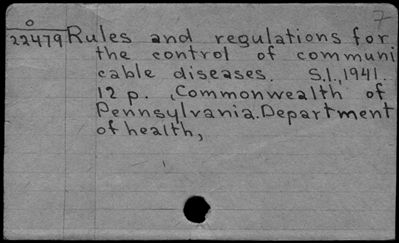 7
0
22479 Rules and regulations for
the control of communi
cable diseases. S.l., 1941.
12 p. , Commonwealth of
Pennsylvania. Department
of health,